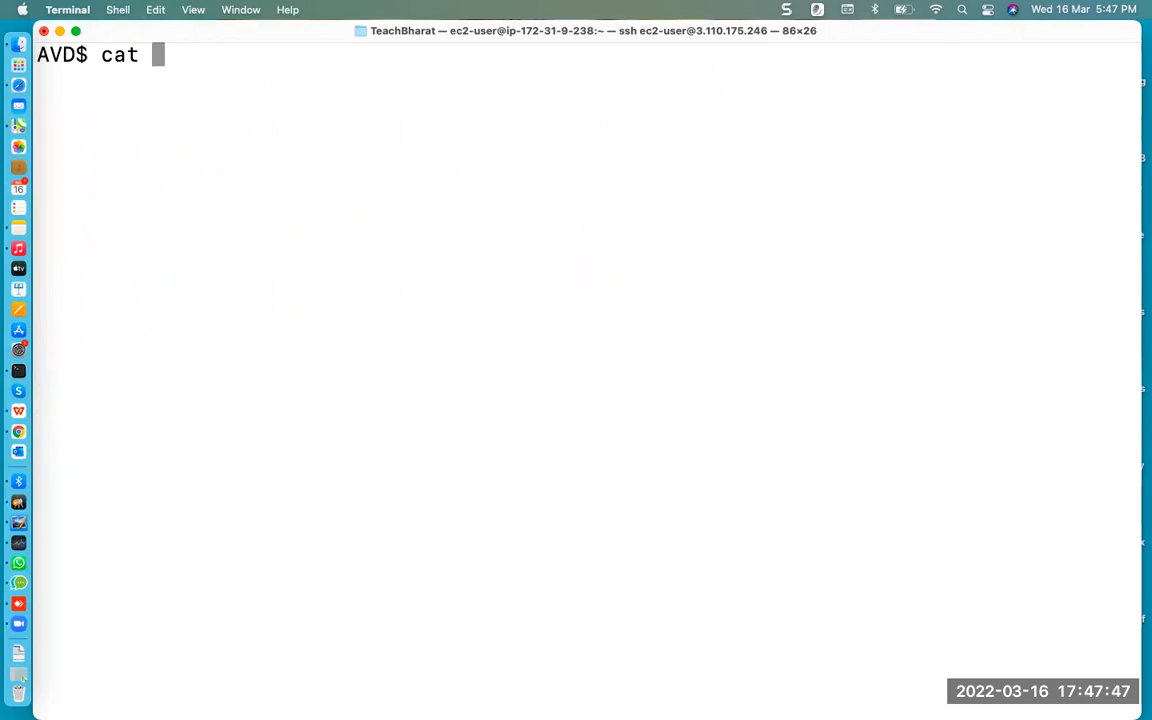 Terminal Shell Edit View Window Help Wed 16 Mar 5:47 PM
TeachBharat — ec2-user@ip-172-31-9-238:~ — ssh ec2-user@3.110.175.246 — 86×26
AVD$ cat
2022-03-16 17:47:47